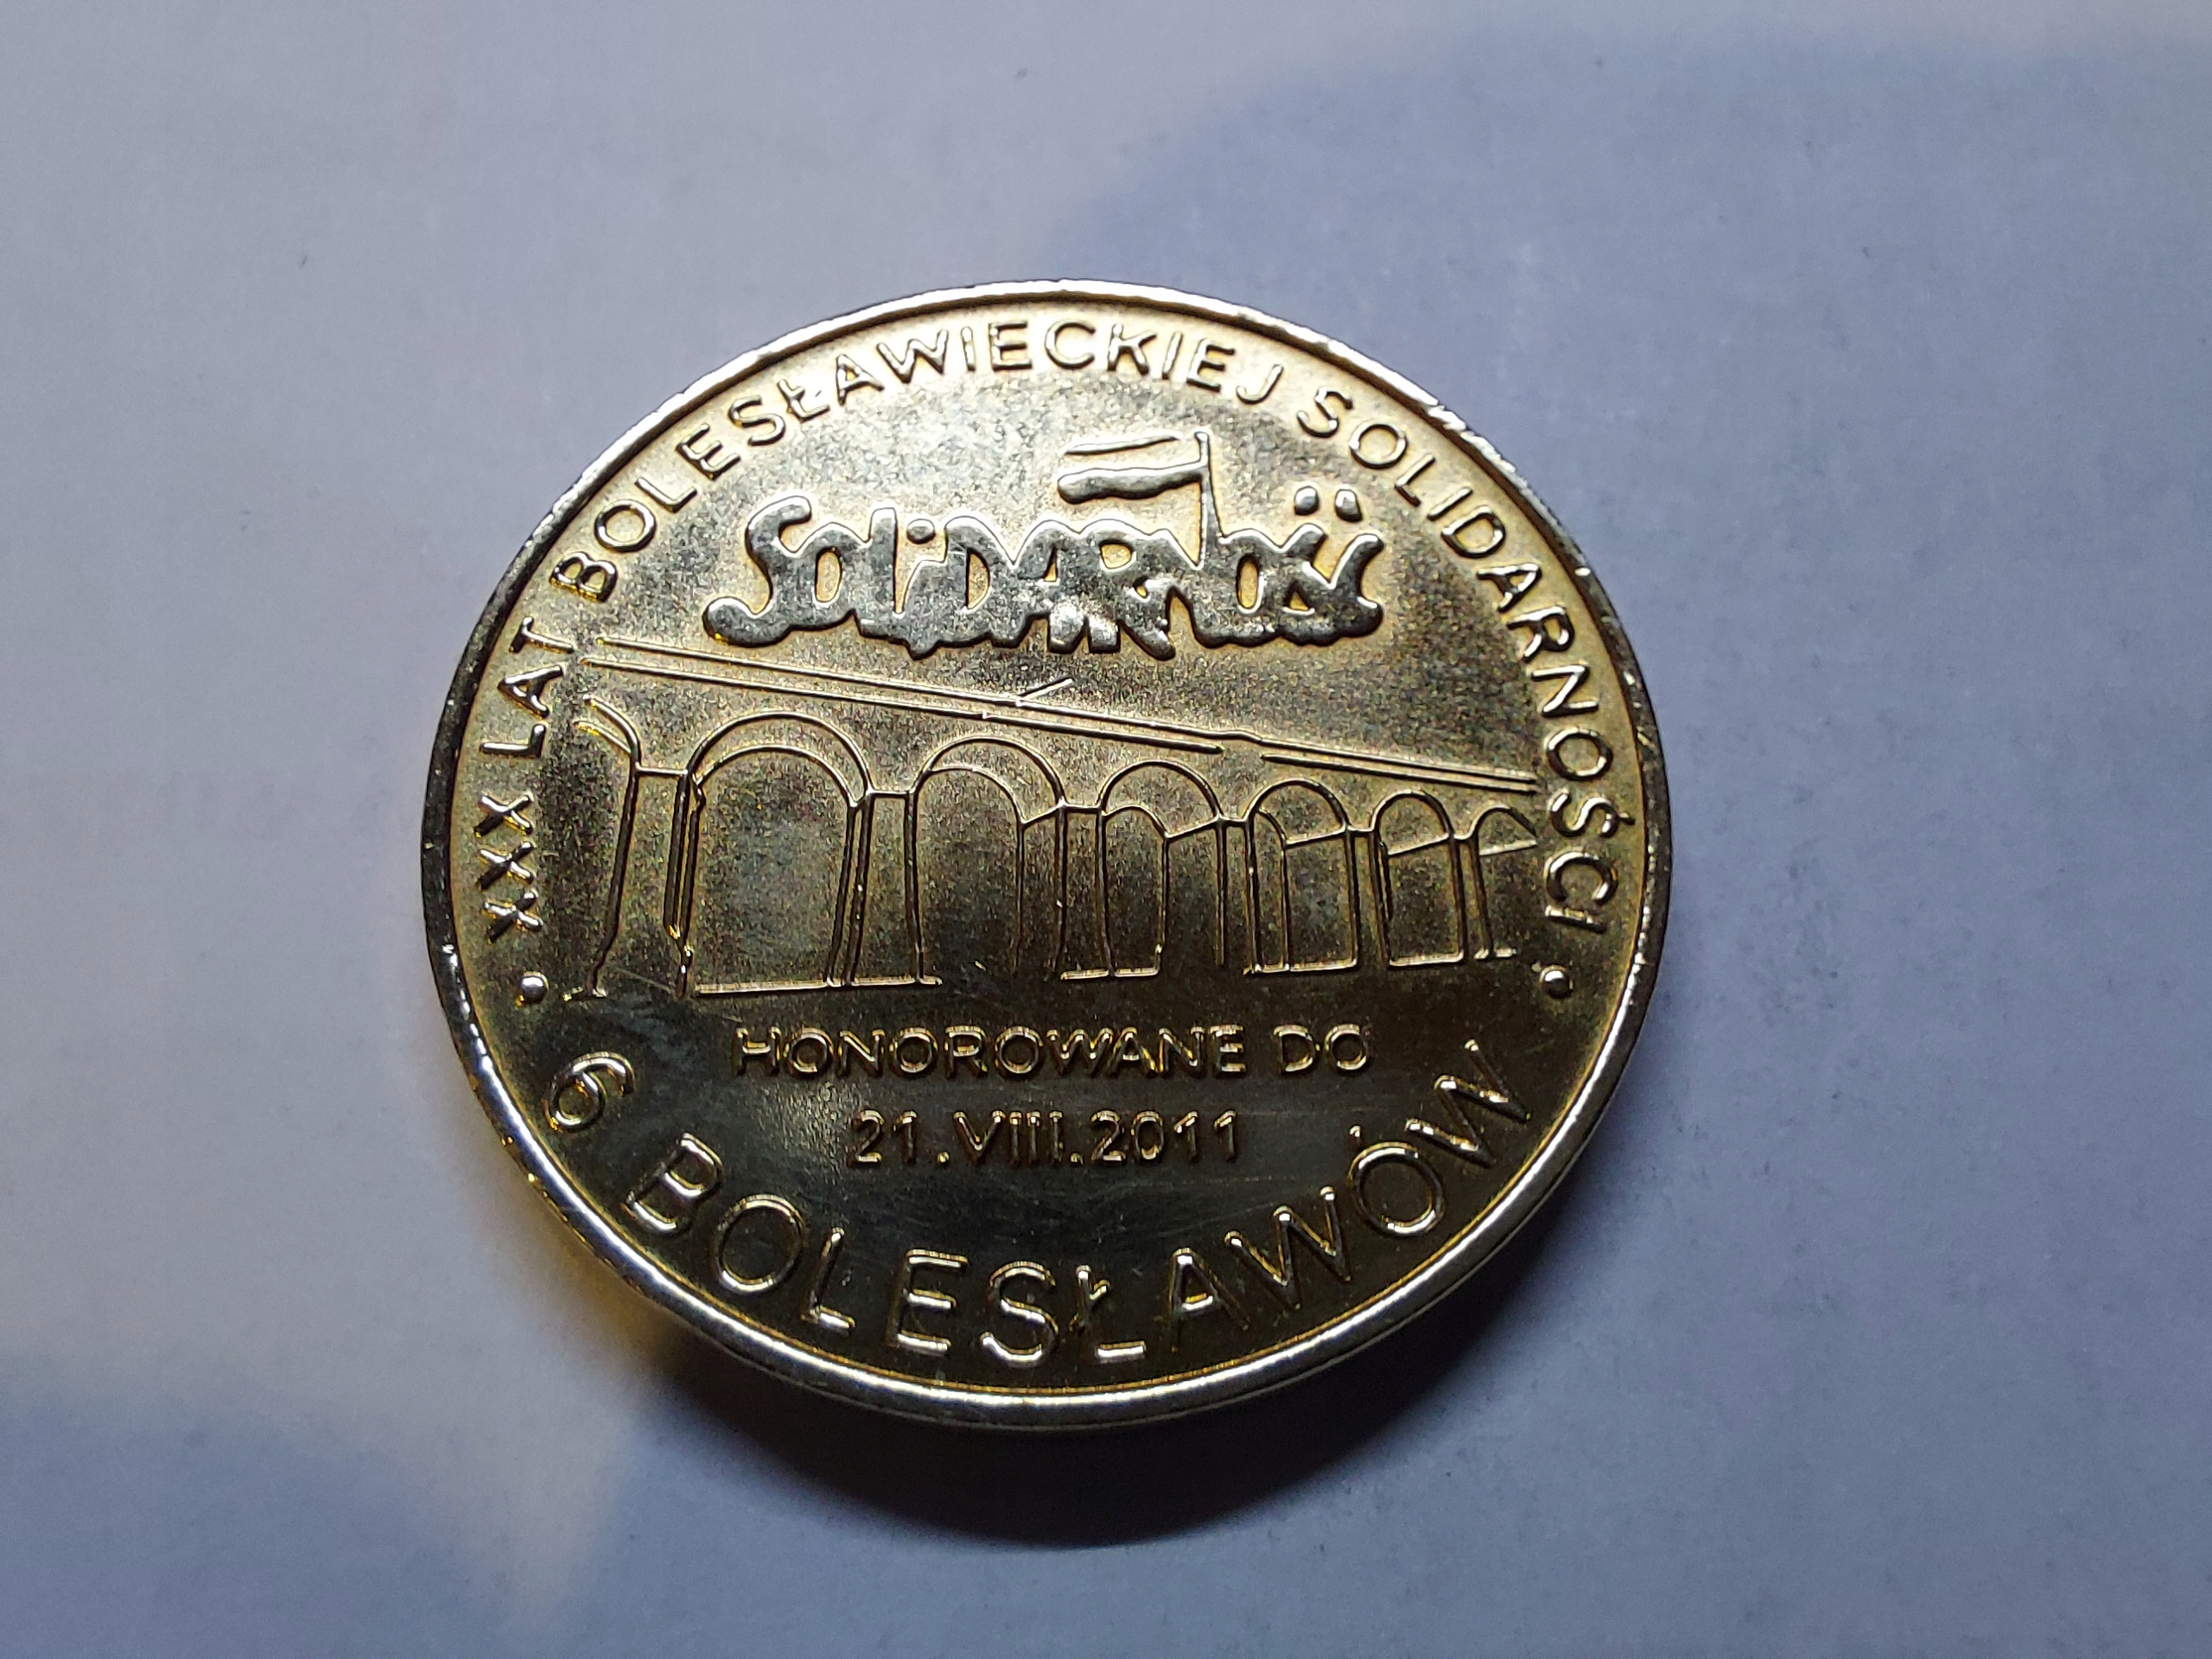 XXX LAT BOLESŁAWIECKIEJ SOLIDARNOŚCI
SOLiDARNOŚĆ
HONOROWANE DO
21.VIII.2011
6 BOLESŁAWÓW